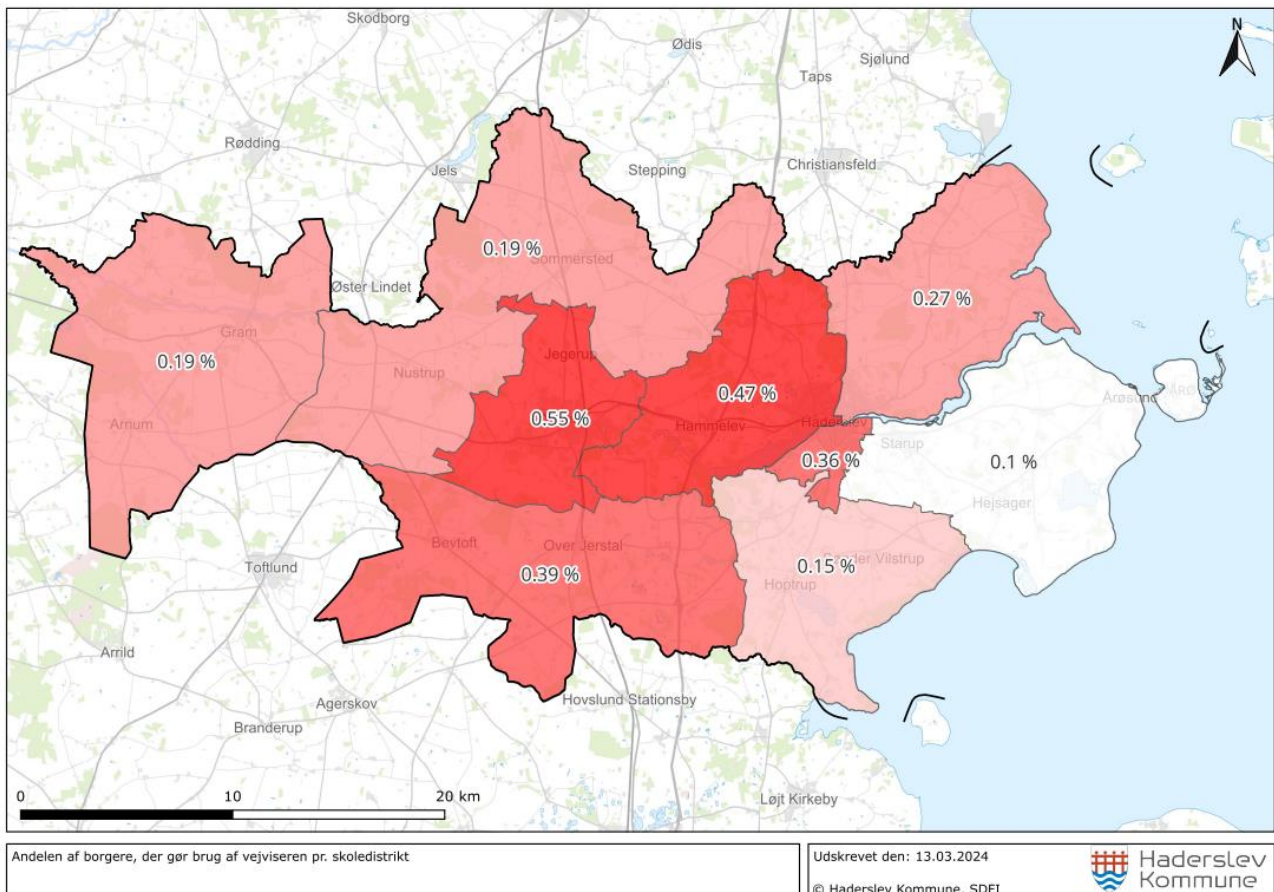 Skodborg
Ødis
Sjølund
Taps
N
Rødding
Jels
Stepping
Christiansfeld
0.19 %
Sommersted
Øster Lindet
0.27 %
Gram
0.19 %
Jegerup
Nustrup
0.47 %
Årøsund
ÅRØ
Arnum
0.55 %
Hammelev
Haderslev
Starup
0.36 %
0.1 %
Hejsager
Bevtoft
Over Jerstal
Sønder Vilstrup
0.15 %
Toftlund
0.39 %
Hoptrup
Arrild
Agerskov
Hovslund Stationsby
Branderup
0 10 20 km
Løjt Kirkeby
Andelen af borgere, der gør brug af vejviseren pr. skoledistrikt
Udskrevet den: 13.03.2024
© Haderslev Kommune, SDFI
Haderslev
Kommune